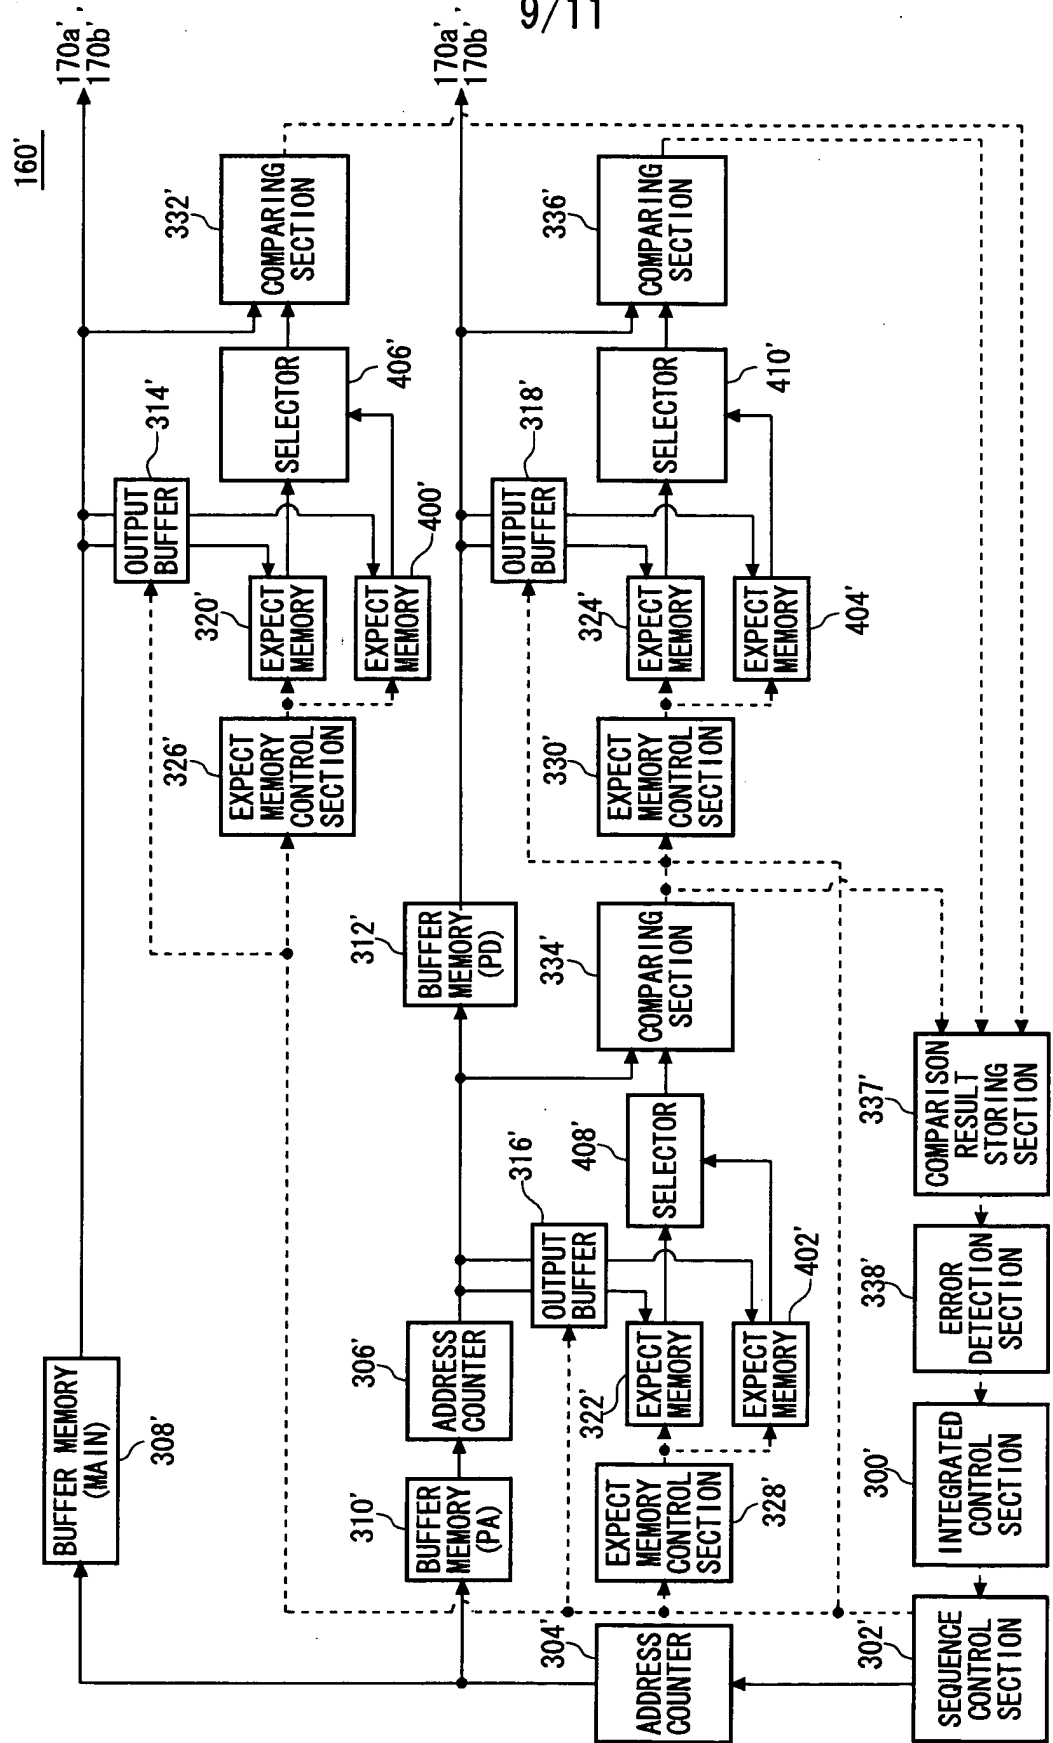 9/11
160'
170a',
170b'
332'
COMPARING
SECTION
314'
OUTPUT
BUFFER
SELECTOR
406'
320'
EXPECT
MEMORY
400'
EXPECT
MEMORY
326'
EXPECT
MEMORY
CONTROL
SECTION
BUFFER MEMORY
(MAIN)
308'
170a',
170b'
336'
COMPARING
SECTION
318'
OUTPUT
BUFFER
SELECTOR
410'
324'
EXPECT
MEMORY
EXPECT
MEMORY
404'
330'
EXPECT
MEMORY
CONTROL
SECTION
312'
BUFFER
MEMORY
(PD)
334'
COMPARING
SECTION
316'
OUTPUT
BUFFER
408'
SELECTOR
306'
ADDRESS
COUNTER
322'
EXPECT
MEMORY
402'
EXPECT
MEMORY
310'
BUFFER
MEMORY
(PA)
EXPECT
MEMORY
CONTROL
SECTION
328'
304'
ADDRESS
COUNTER
302'
SEQUENCE
CONTROL
SECTION
300'
INTEGRATED
CONTROL
SECTION
338'
ERROR
DETECTION
SECTION
337'
COMPARISON
RESULT
STORING
SECTION